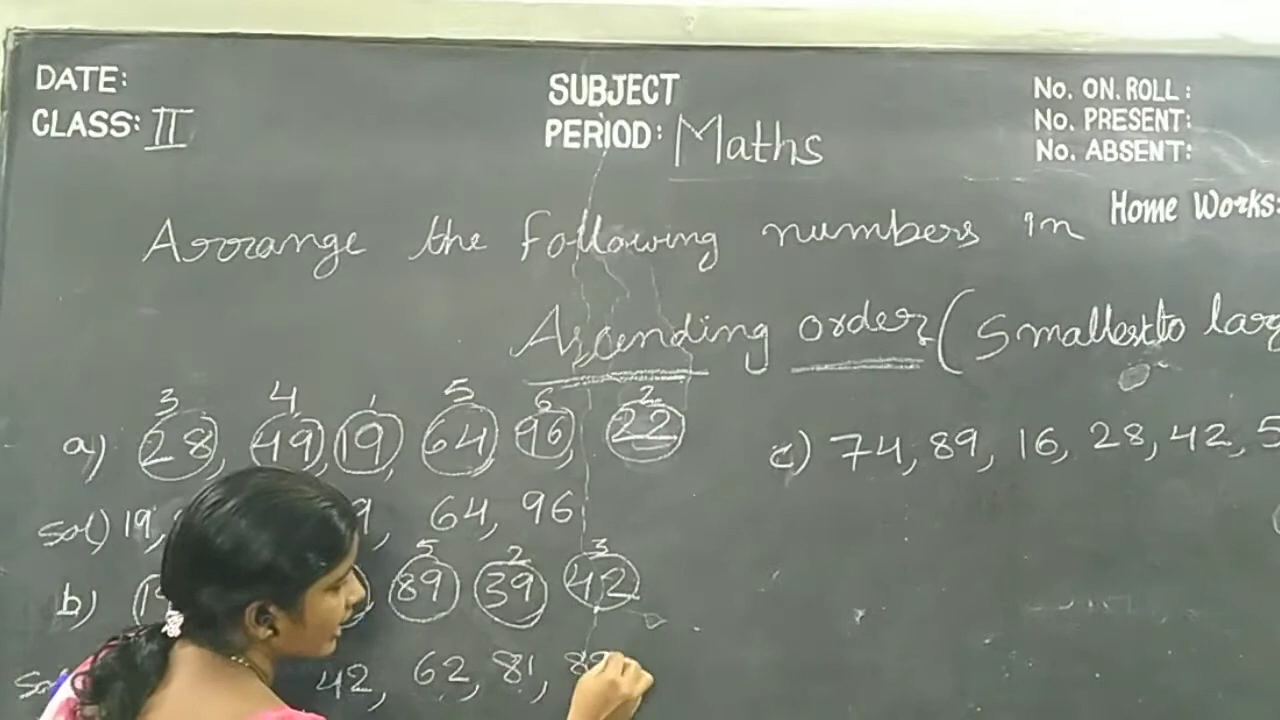 DATE:
CLASS: II
SUBJECT
PERIOD: Maths
No. ON. ROLL:
No. PRESENT:
No. ABSENT:
Home Works:
Arrange the following numbers in
Ascending order (Smallest to
3 4 1 5 6 2
a) 28, 49, 19, 64, 96, 22
c) 74, 89, 16, 28, 42,
Sol) 19, 64, 96
5 2 3
b) 89 39 42
42, 62, 81,